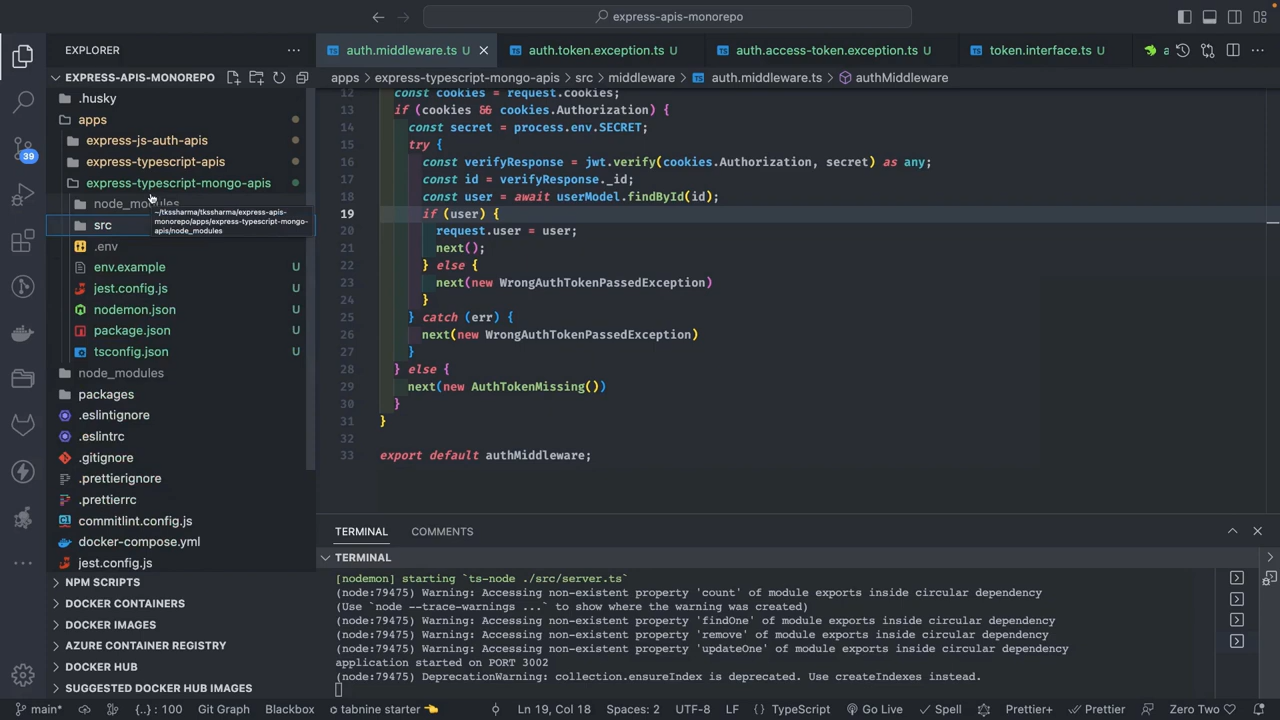 express-apis-monorepo
EXPLORER
auth.middleware.ts
auth.token.exception.ts
auth.access-token.exception.ts
token.interface.ts
a
EXPRESS-APIS-MONOREPO
apps
express-typescript-mongo-apis
src
middleware
auth.middleware.ts
authMiddleware
.husky
apps
express-js-auth-apis
express-typescript-apis
express-typescript-mongo-apis
node_modules
~/tkssharma/tkssharma/express-apis-
monorepo/apps/express-typescript-mongo-
apis/node_modules
src
.env
env.example U
jest.config.js U
nodemon.json U
package.json U
tsconfig.json U
node_modules
packages
.eslintignore
.eslintrc
.gitignore
.prettierignore
.prettierrc
commitlint.config.js
docker-compose.yml
jest.config.js
NPM SCRIPTS
DOCKER CONTAINERS
DOCKER IMAGES
AZURE CONTAINER REGISTRY
DOCKER HUB
SUGGESTED DOCKER HUB IMAGES
39
12 const cookies = request.cookies;
13 if (cookies && cookies.Authorization) {
14 const secret = process.env.SECRET;
15 try {
16 const verifyResponse = jwt.verify(cookies.Authorization, secret) as any;
17 const id = verifyResponse._id;
18 const user = await userModel.findById(id);
19 if (user) {
20 request.user = user;
21 next();
22 } else {
23 next(new WrongAuthTokenPassedException)
24 }
25 } catch (err) {
26 next(new WrongAuthTokenPassedException)
27 }
28 } else {
29 next(new AuthTokenMissing())
30 }
31 }
32
33 export default authMiddleware;
TERMINAL
COMMENTS
TERMINAL
[nodemon] starting `ts-node ./src/server.ts`
(node:79475) Warning: Accessing non-existent property 'count' of module exports inside circular dependency
(Use `node --trace-warnings ...` to show where the warning was created)
(node:79475) Warning: Accessing non-existent property 'findOne' of module exports inside circular dependency
(node:79475) Warning: Accessing non-existent property 'remove' of module exports inside circular dependency
(node:79475) Warning: Accessing non-existent property 'updateOne' of module exports inside circular dependency
application started on PORT 3002
(node:79475) DeprecationWarning: collection.ensureIndex is deprecated. Use createIndexes instead.
main*
{..} : 100
Git Graph
Blackbox
tabnine starter
Ln 19, Col 18
Spaces: 2
UTF-8
LF
{} TypeScript
Go Live
Spell
Prettier+
Prettier
Zero Two